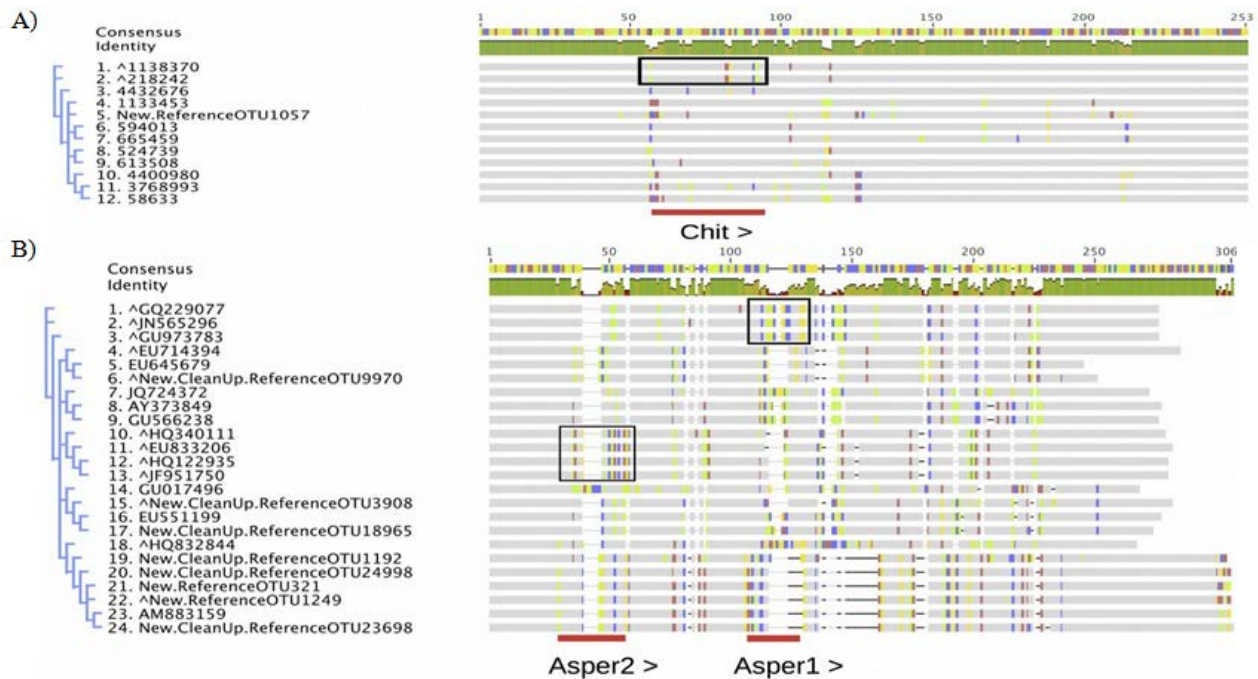 A)
1 50 100 150 200 253
Consensus
Identity
1. ^1138370
2. ^218242
3. 4432676
4. 1133453
5. New.ReferenceOTU1057
6. 594013
7. 665459
8. 524739
9. 613508
10. 4400980
11. 3768993
12. 58633
Chit >
B)
1 50 100 150 200 250 306
Consensus
Identity
1. ^GQ229077
2. ^JN565296
3. ^GU973783
4. ^EU714394
5. EU645679
6. ^New.CleanUp.ReferenceOTU9970
7. JQ724372
8. AY373849
9. GU566238
10. ^HQ340111
11. ^EU833206
12. ^HQ122935
13. ^JF951750
14. GU017496
15. ^New.CleanUp.ReferenceOTU3908
16. EU551199
17. New.CleanUp.ReferenceOTU18965
18. ^HQ832844
19. New.CleanUp.ReferenceOTU1192
20. New.CleanUp.ReferenceOTU24998
21. New.ReferenceOTU321
22. ^New.ReferenceOTU1249
23. AM883159
24. New.CleanUp.ReferenceOTU23698
Asper2 > Asper1 >